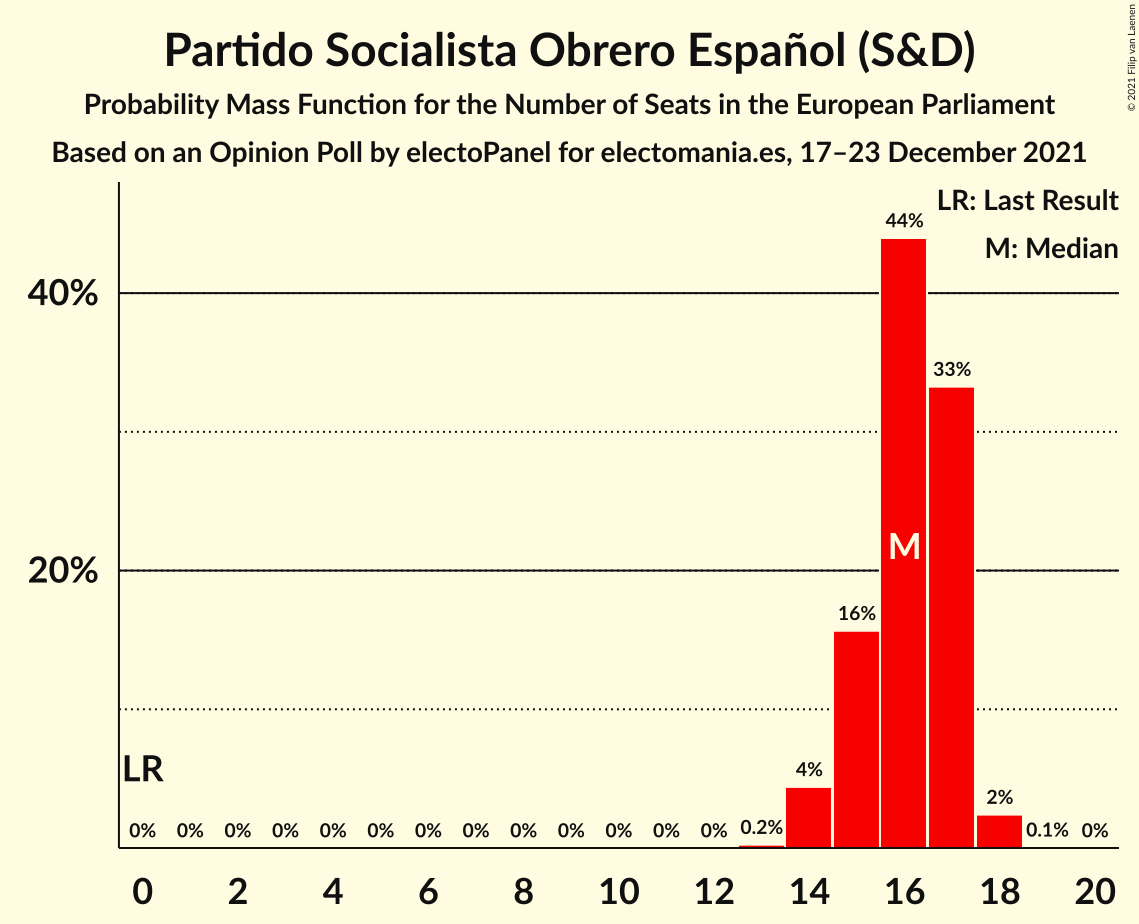 Partido Socialista Obrero Español (S&D)
Probability Mass Function for the Number of Seats in the European Parliament
Based on an Opinion Poll by electoPanel for electomania.es, 17–23 December 2021
© 2021 Filip van Laenen
LR: Last Result
M: Median
44%
40%
33%
M
20%
16%
LR
4%
2%
0% 0% 0% 0% 0% 0% 0% 0% 0% 0% 0% 0% 0% 0.2% 0.1% 0%
0 2 4 6 8 10 12 14 16 18 20